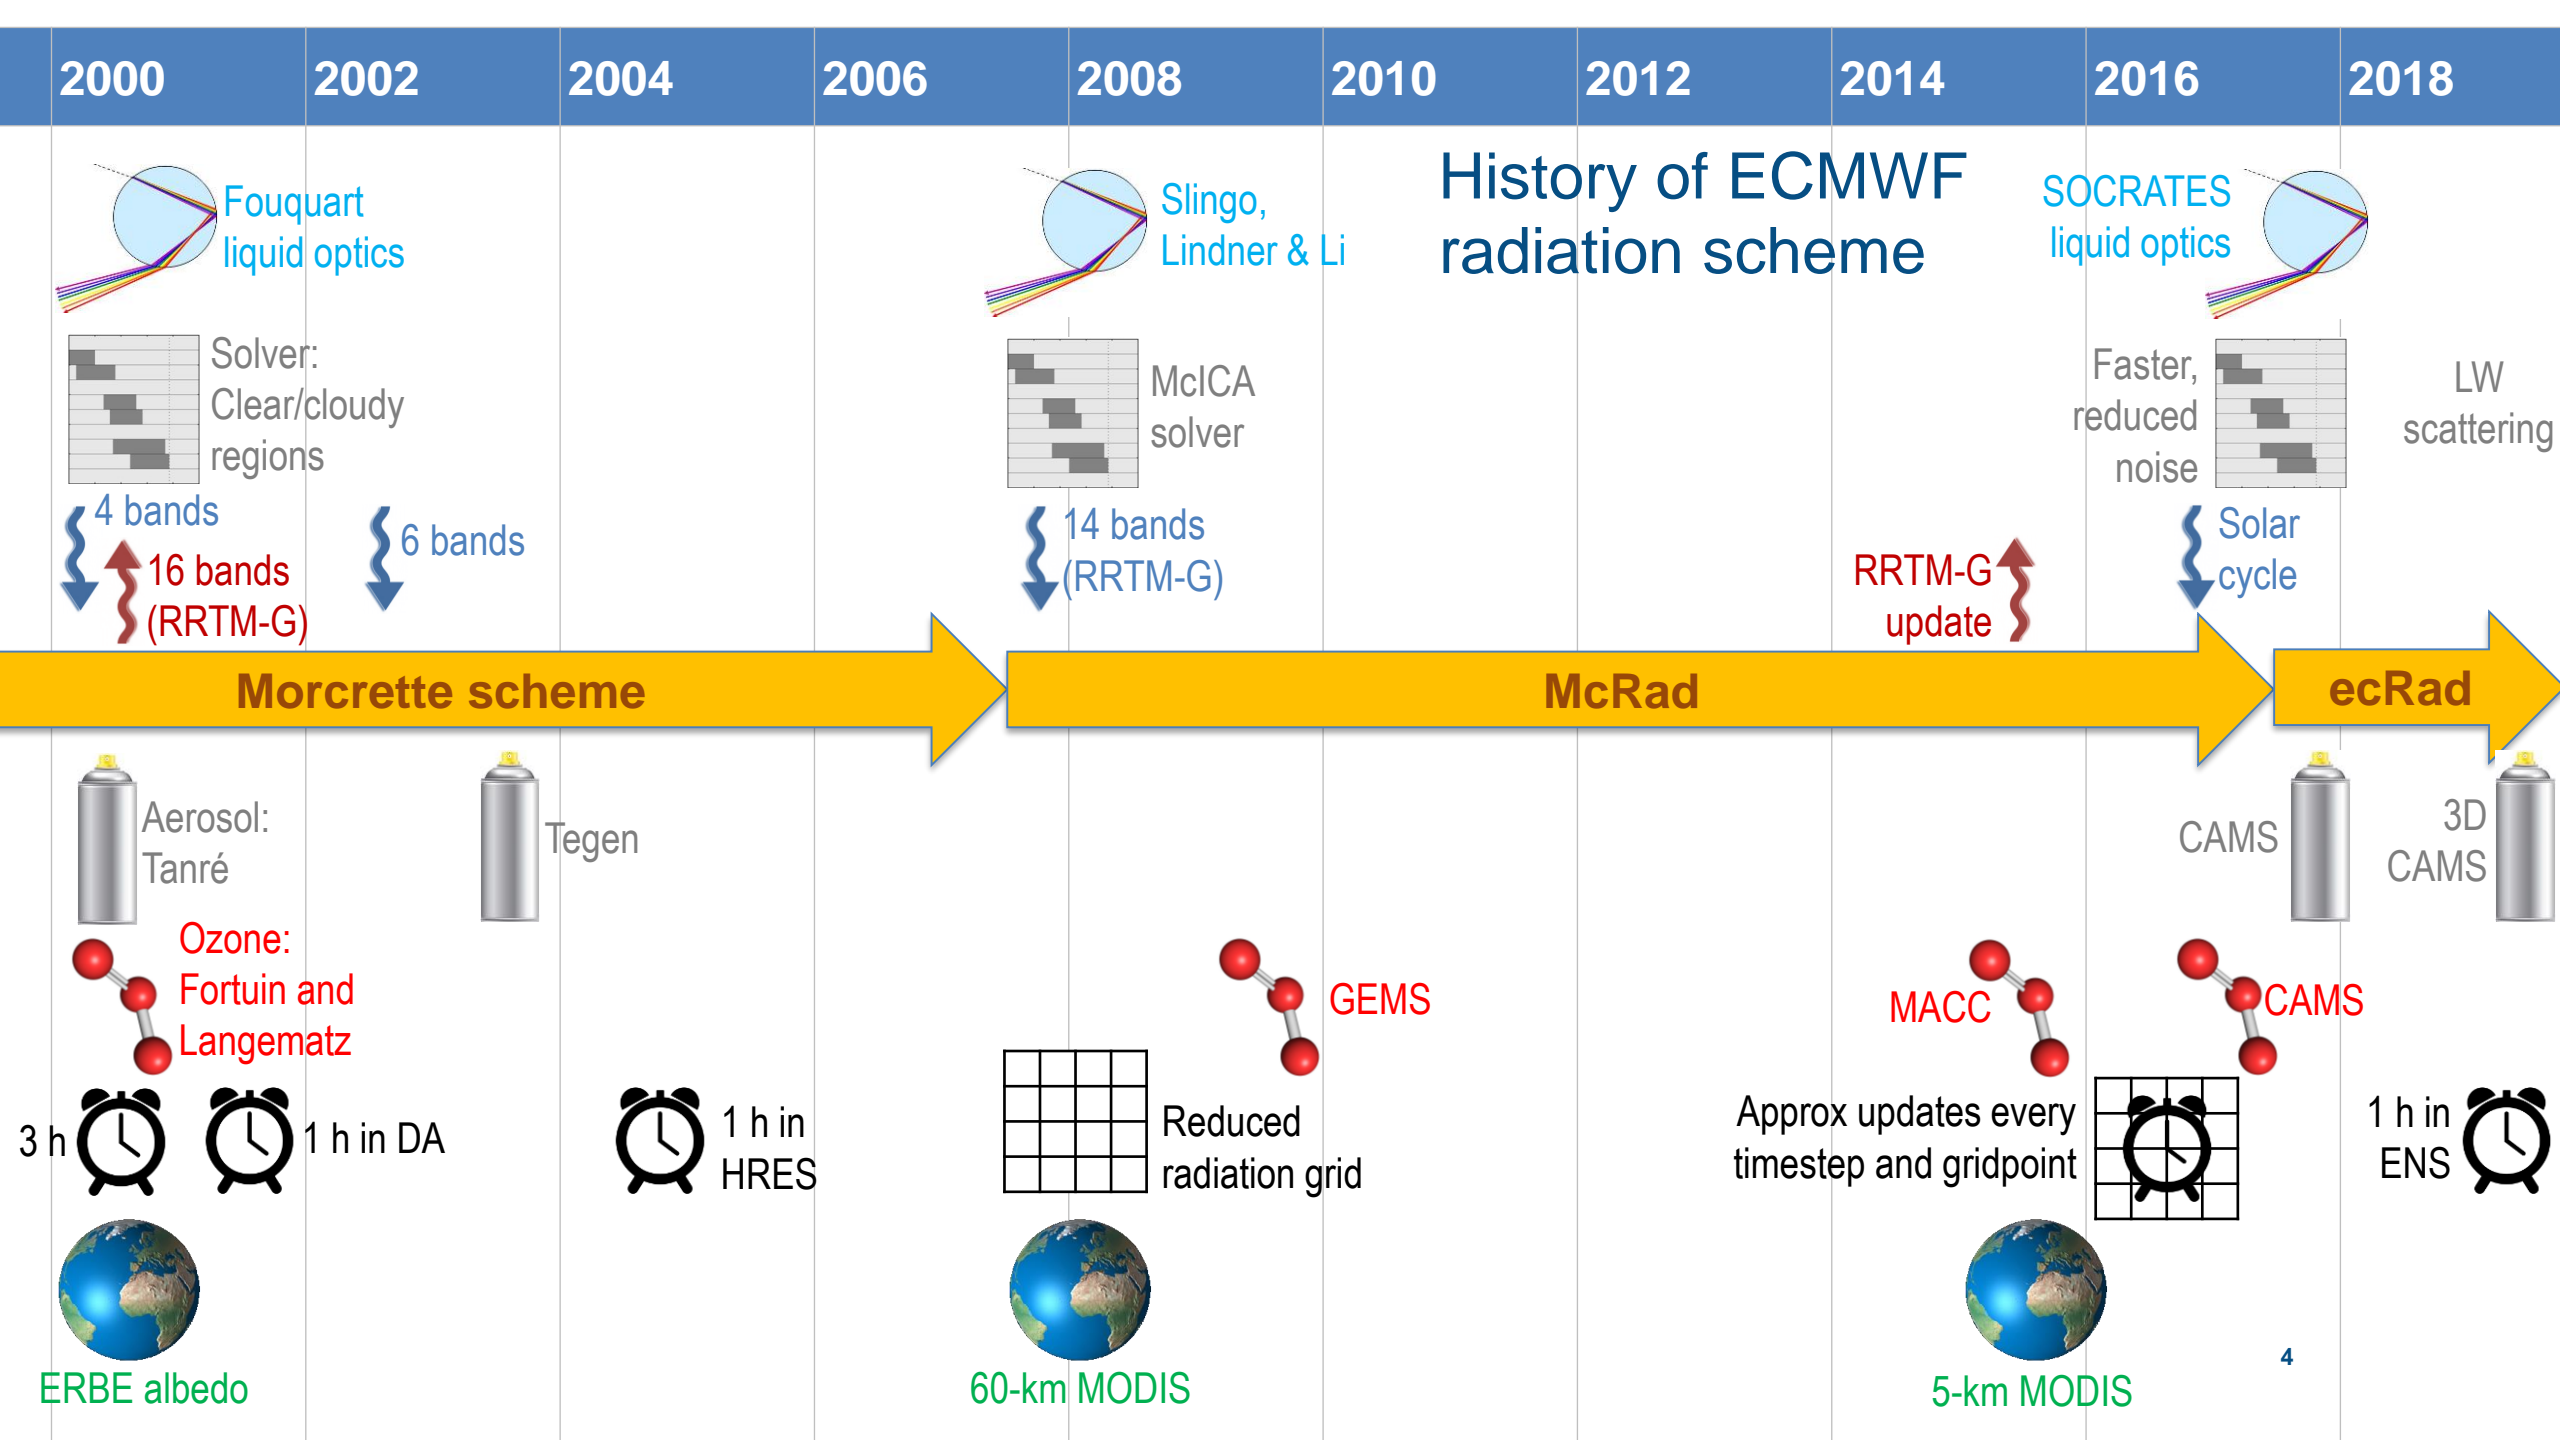 2000
2002
2004
2006
2008
2010
2012
2014
2016
2018
History of ECMWF
radiation scheme
Fouquart
liquid optics
Slingo,
Lindner & Li
SOCRATES
liquid optics
Solver:
Clear/cloudy
regions
McICA
solver
Faster,
reduced
noise
LW
scattering
4 bands
16 bands
(RRTM-G)
6 bands
14 bands
(RRTM-G)
RRTM-G
update
Solar
cycle
Morcrette scheme
McRad
ecRad
Aerosol:
Tanré
Tegen
CAMS
3D
CAMS
Ozone:
Fortuin and
Langematz
GEMS
MACC
CAMS
3 h
1 h in DA
1 h in
HRES
Reduced
radiation grid
Approx updates every
timestep and gridpoint
1 h in
ENS
ERBE albedo
60-km MODIS
5-km MODIS
4